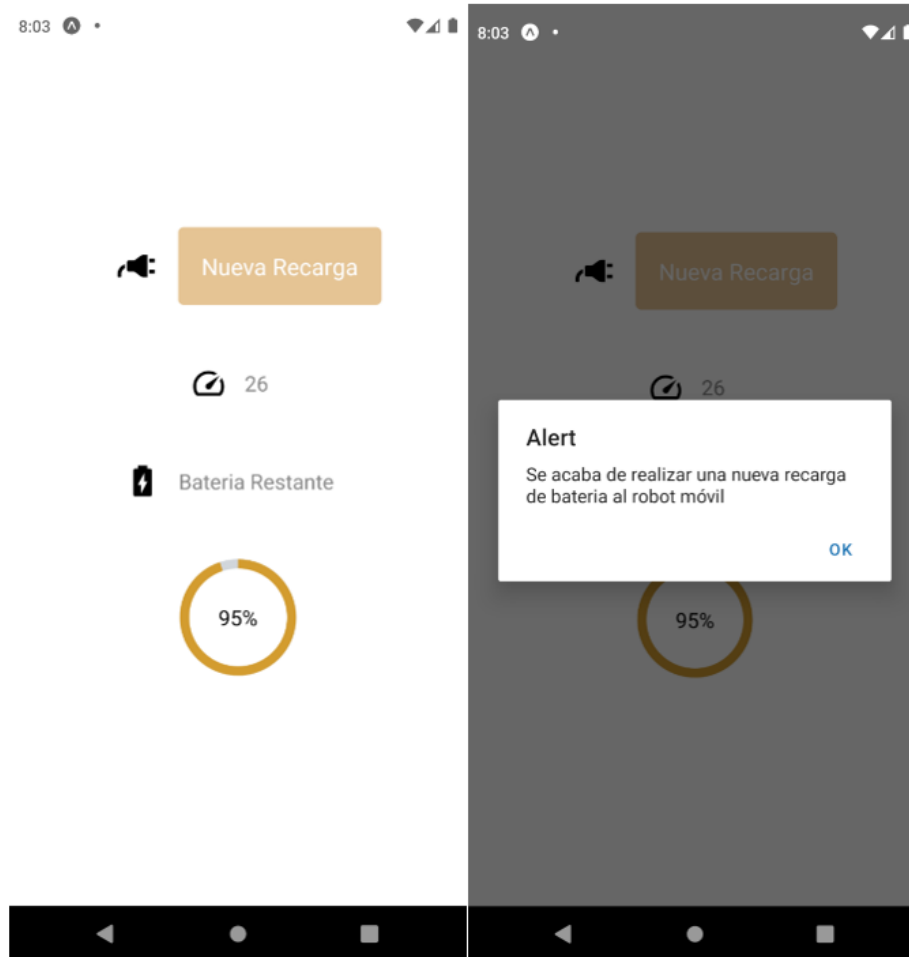 8:03
Nueva Recarga
26
Bateria Restante
95%
8:03
Nueva Recarga
26
Alert
Se acaba de realizar una nueva recarga
de bateria al robot móvil
OK
95%